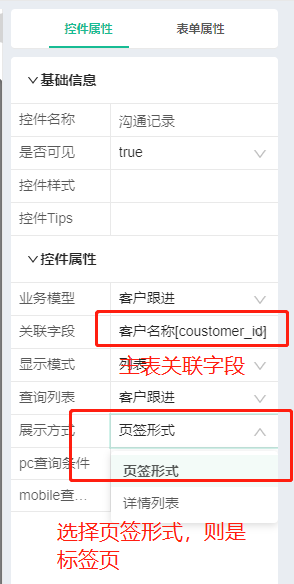 控件属性 表单属性
基础信息
控件名称 沟通记录
是否可见 true
控件样式
控件Tips
控件属性
业务模型 客户跟进
关联字段 客户名称[coustomer_id]
显示模式 列表
主表关联字段
查询列表 客户跟进
展示方式 页签形式
pc查询条件
页签形式
mobile查...
详情列表
选择页签形式，则是
标签页